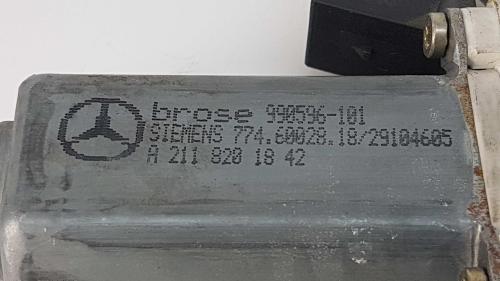 brose 990596-101
SIEMENS 774.60028.18/29104605
A 211 820 18 42